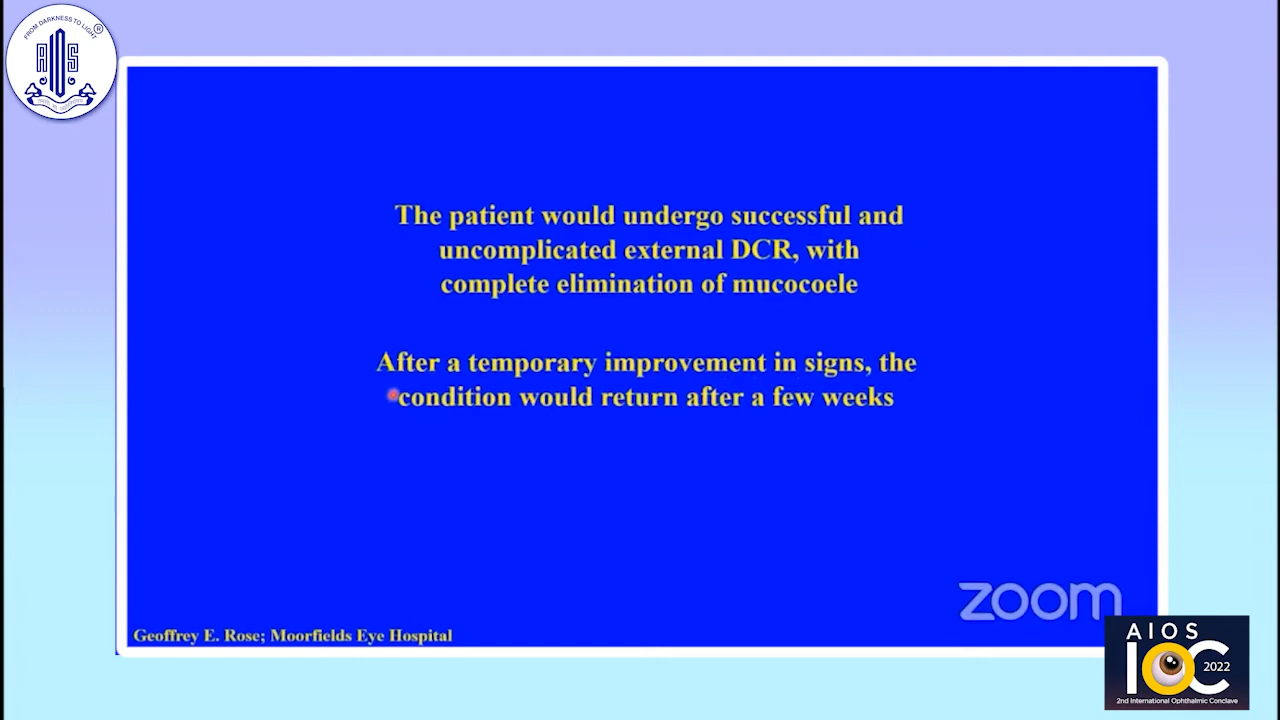 FROM DARKNESS TO LIGHT
®
AIOS
The patient would undergo successful and
uncomplicated external DCR, with
complete elimination of mucocoele
After a temporary improvement in signs, the
condition would return after a few weeks
zoom
Geoffrey E. Rose; Moorfields Eye Hospital
AIOS
IOC
2022
2nd International Ophthalmic Conclave